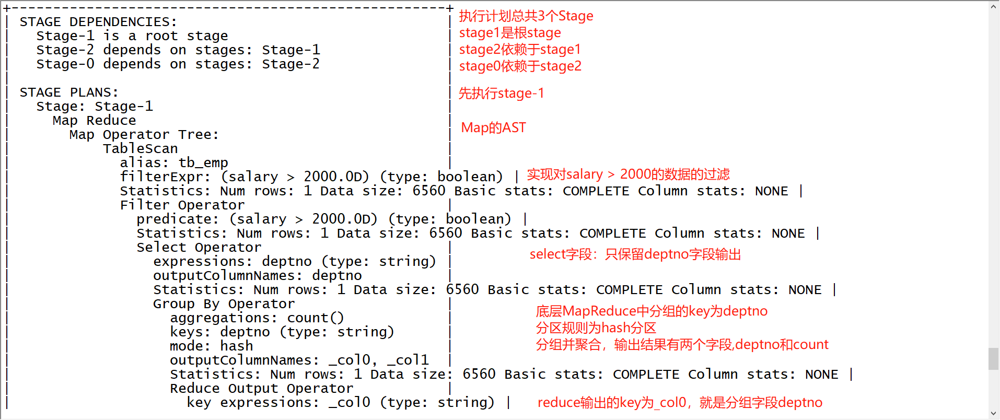 +----------------------------------------------------+
| STAGE DEPENDENCIES: | 执行计划总共3个Stage
| Stage-1 is a root stage | stage1是根stage
| Stage-2 depends on stages: Stage-1 | stage2依赖于stage1
| Stage-0 depends on stages: Stage-2 | stage0依赖于stage2
| |
| STAGE PLANS: | 先执行stage-1
| Stage: Stage-1 |
| Map Reduce |
| Map Operator Tree: | Map的AST
| TableScan |
| alias: tb_emp |
| filterExpr: (salary > 2000.0D) (type: boolean) | 实现对salary > 2000的数据的过滤
| Statistics: Num rows: 1 Data size: 6560 Basic stats: COMPLETE Column stats: NONE |
| Filter Operator |
| predicate: (salary > 2000.0D) (type: boolean) |
| Statistics: Num rows: 1 Data size: 6560 Basic stats: COMPLETE Column stats: NONE |
| Select Operator |
| expressions: deptno (type: string) | select字段：只保留deptno字段输出
| outputColumnNames: deptno |
| Statistics: Num rows: 1 Data size: 6560 Basic stats: COMPLETE Column stats: NONE |
| Group By Operator |
| aggregations: count() | 底层MapReduce中分组的key为deptno
| keys: deptno (type: string) | 分区规则为hash分区
| mode: hash | 分组并聚合，输出结果有两个字段,deptno和count
| outputColumnNames: _col0, _col1 |
| Statistics: Num rows: 1 Data size: 6560 Basic stats: COMPLETE Column stats: NONE |
| Reduce Output Operator |
| key expressions: _col0 (type: string) | reduce输出的key为_col0，就是分组字段deptno